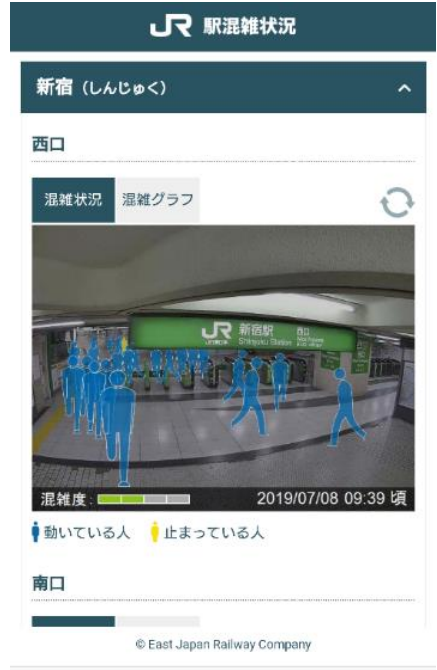 JR 駅混雑状況
新宿（しんじゅく）
西口
混雑状況 混雑グラフ
JR 新宿駅 西口
Shinjuku Station
混雑度: 2019/07/08 09:39 頃
動いている人 止まっている人
南口
© East Japan Railway Company